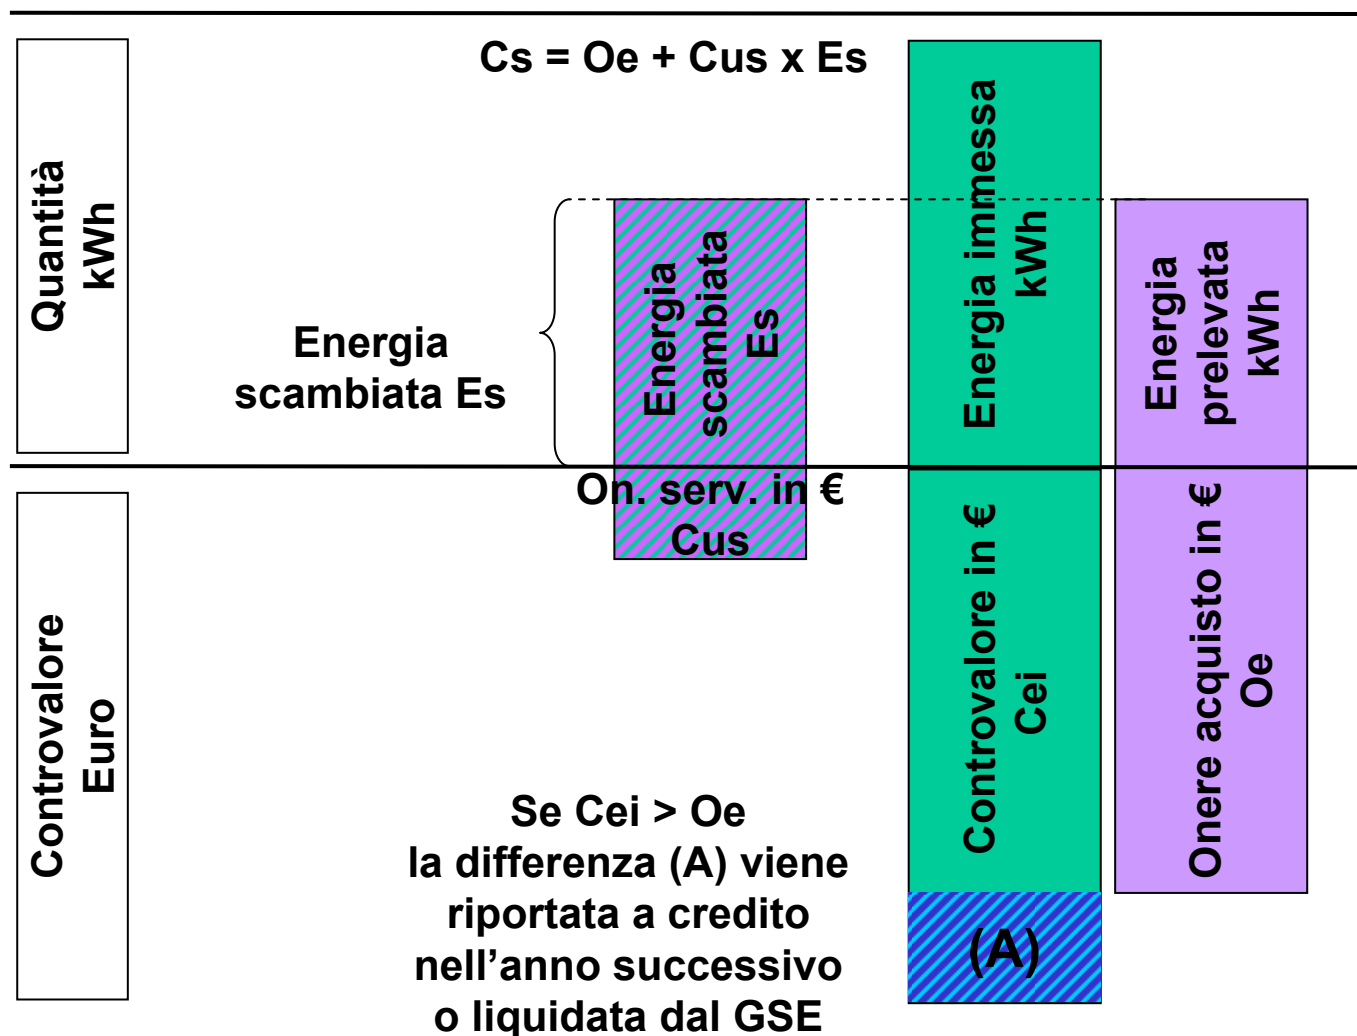 Cs = Oe + Cus x Es
Quantità
kWh
Energia
scambiata Es
Energia
scambiata
Es
Energia immessa
kWh
Energia
prelevata
kWh
On. serv. in €
Cus
Controvalore
Euro
Controvalore in €
Cei
Onere acquisto in €
Oe
Se Cei > Oe
la differenza (A) viene
riportata a credito
nell’anno successivo
o liquidata dal GSE
(A)